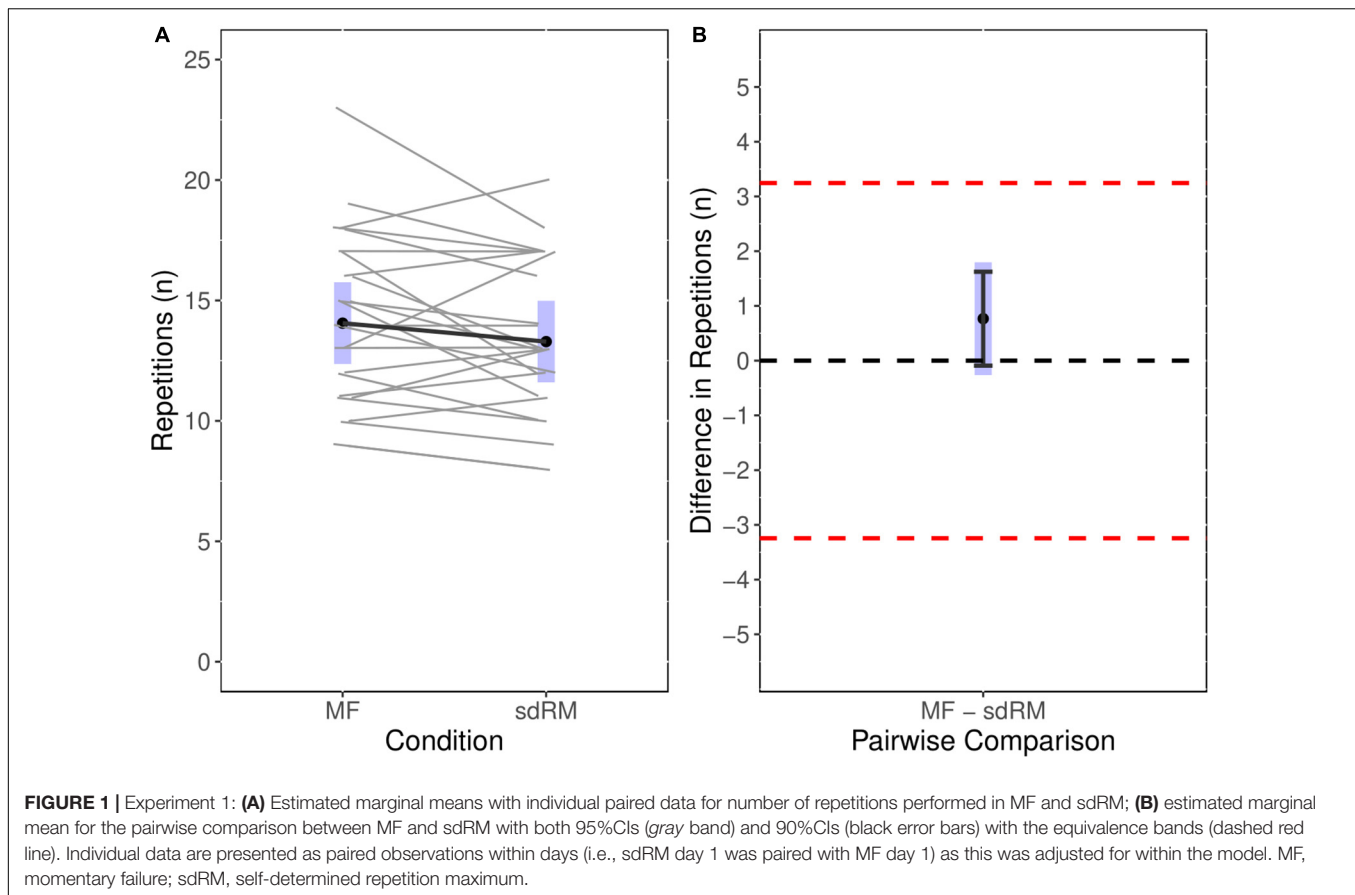 A
25
20
15
10
5
0
Repetitions (n)
MF sdRM
Condition
B
5
4
3
2
1
0
−1
−2
−3
−4
−5
Difference in Repetitions (n)
MF − sdRM
Pairwise Comparison
FIGURE 1 | Experiment 1: (A) Estimated marginal means with individual paired data for number of repetitions performed in MF and sdRM; (B) estimated marginal
mean for the pairwise comparison between MF and sdRM with both 95%CIs (gray band) and 90%CIs (black error bars) with the equivalence bands (dashed red
line). Individual data are presented as paired observations within days (i.e., sdRM day 1 was paired with MF day 1) as this was adjusted for within the model. MF,
momentary failure; sdRM, self-determined repetition maximum.